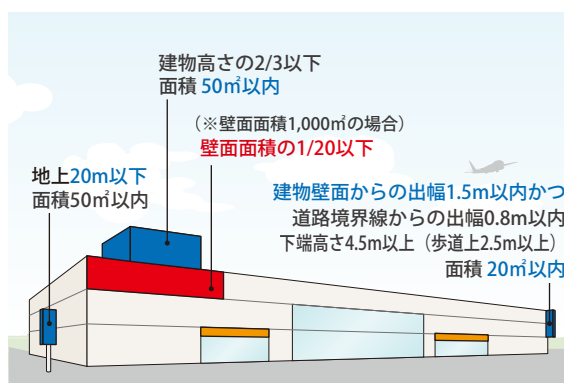 建物高さの2/3以下
面積 50㎡以内
（※壁面面積1,000㎡の場合）
壁面面積の1/20以下
地上20m以下
面積50㎡以内
建物壁面からの出幅1.5m以内かつ
道路境界線からの出幅0.8m以内
下端高さ4.5m以上（歩道上2.5m以上）
面積 20㎡以内